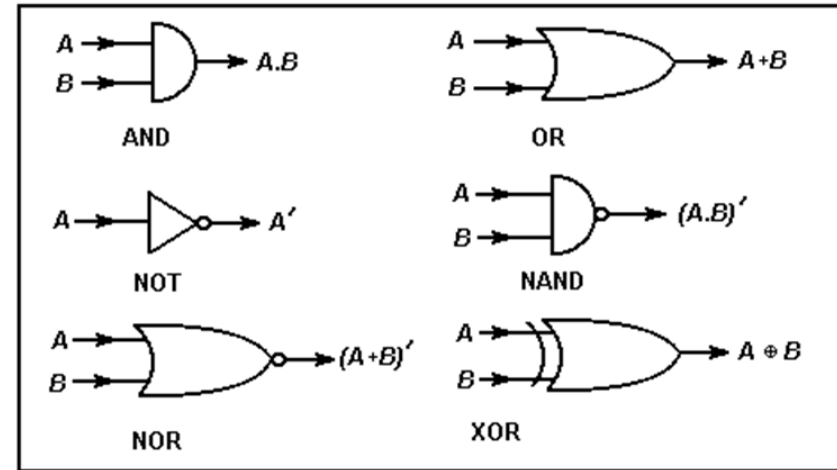 A
B
A.B
AND
A
B
A+B
OR
A
A′
NOT
A
B
(A.B)′
NAND
A
B
(A+B)′
NOR
A
B
A ⊕ B
XOR